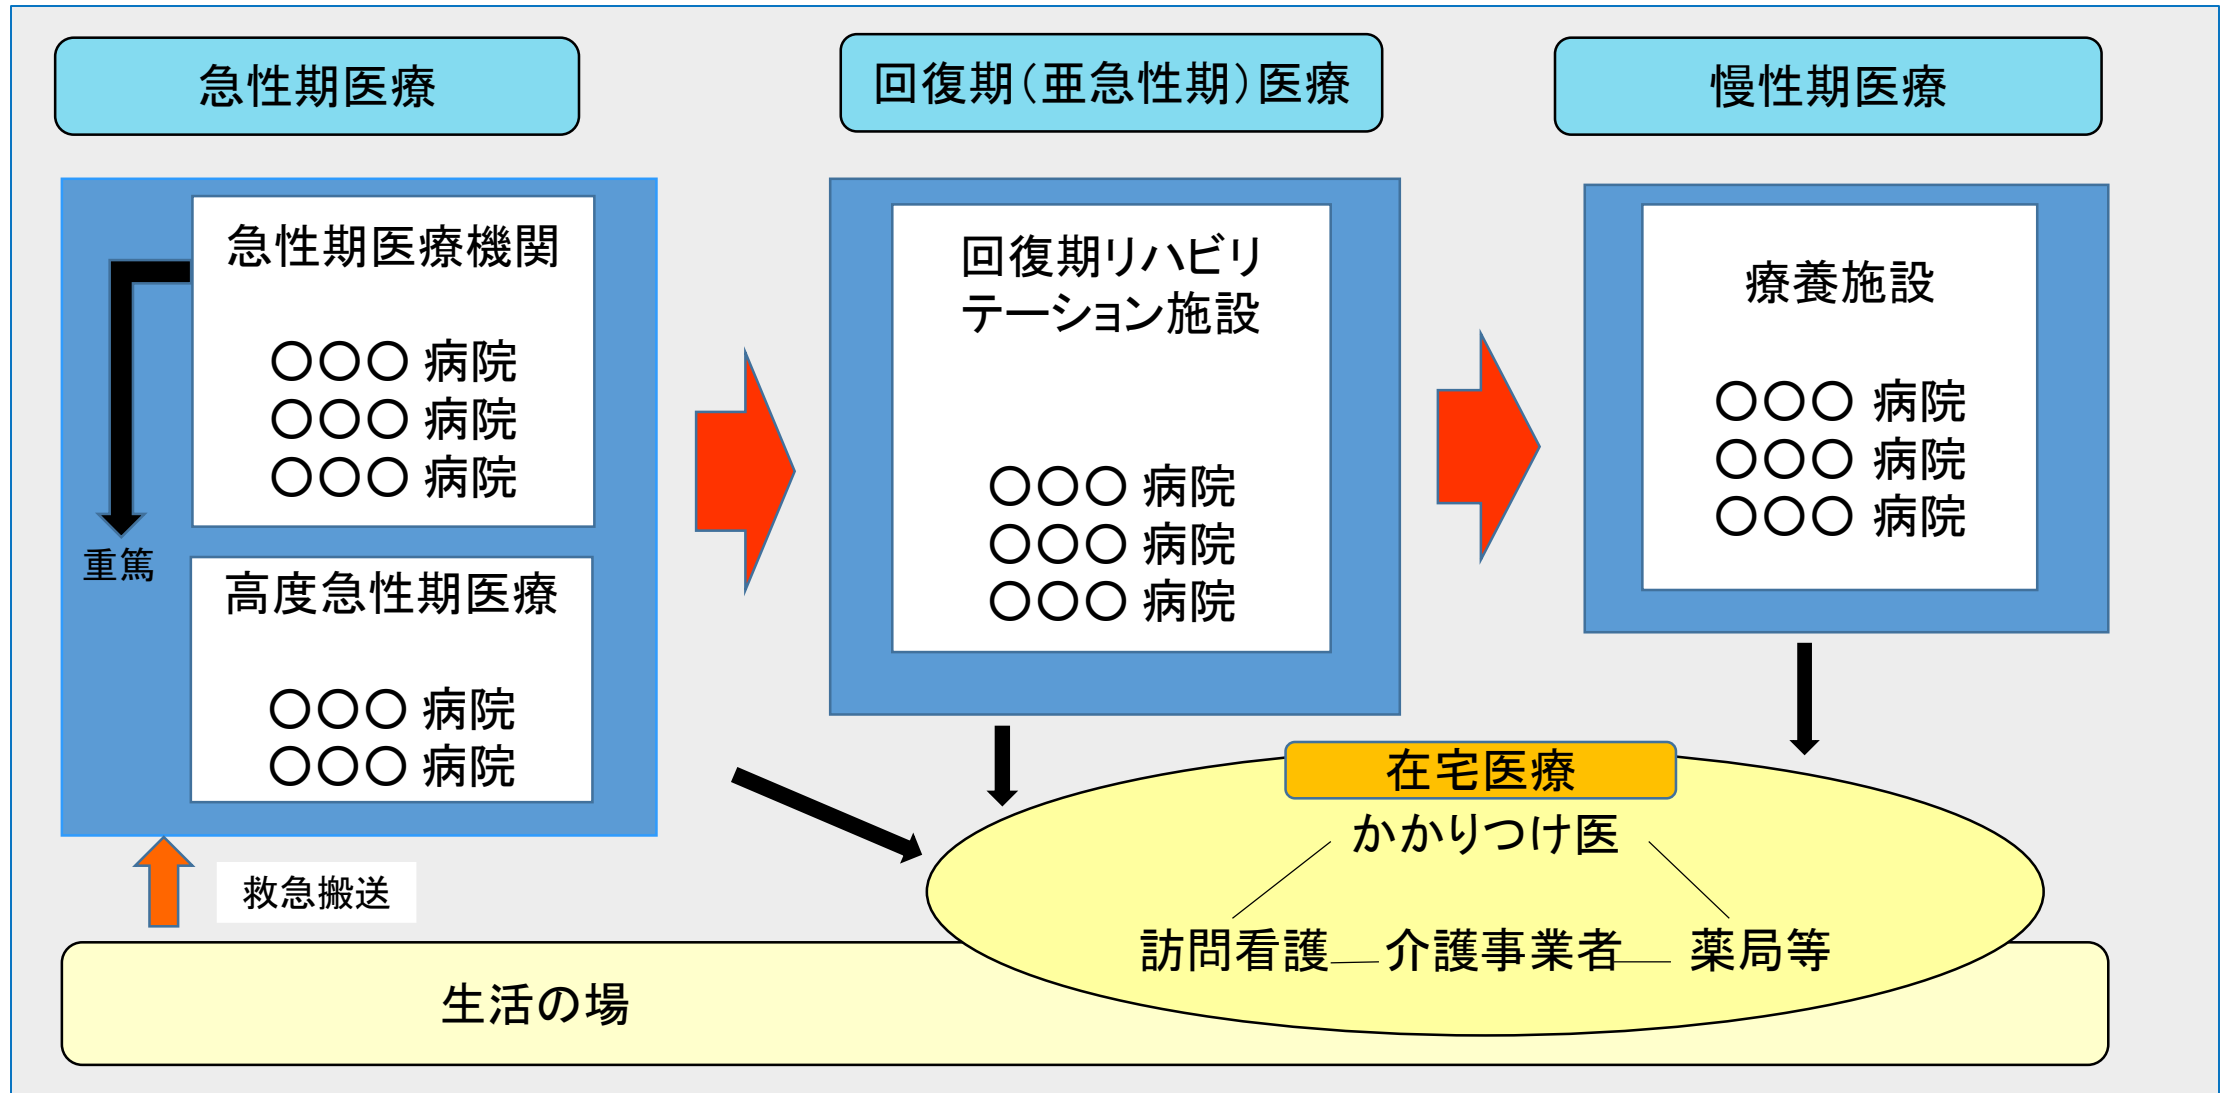 急性期医療
回復期（亜急性期）医療
慢性期医療
急性期医療機関
〇〇〇 病院
〇〇〇 病院
〇〇〇 病院
重篤
高度急性期医療
〇〇〇 病院
〇〇〇 病院
回復期リハビリ
テーション施設
〇〇〇 病院
〇〇〇 病院
〇〇〇 病院
療養施設
〇〇〇 病院
〇〇〇 病院
〇〇〇 病院
救急搬送
在宅医療
かかりつけ医
訪問看護
介護事業者
薬局等
生活の場